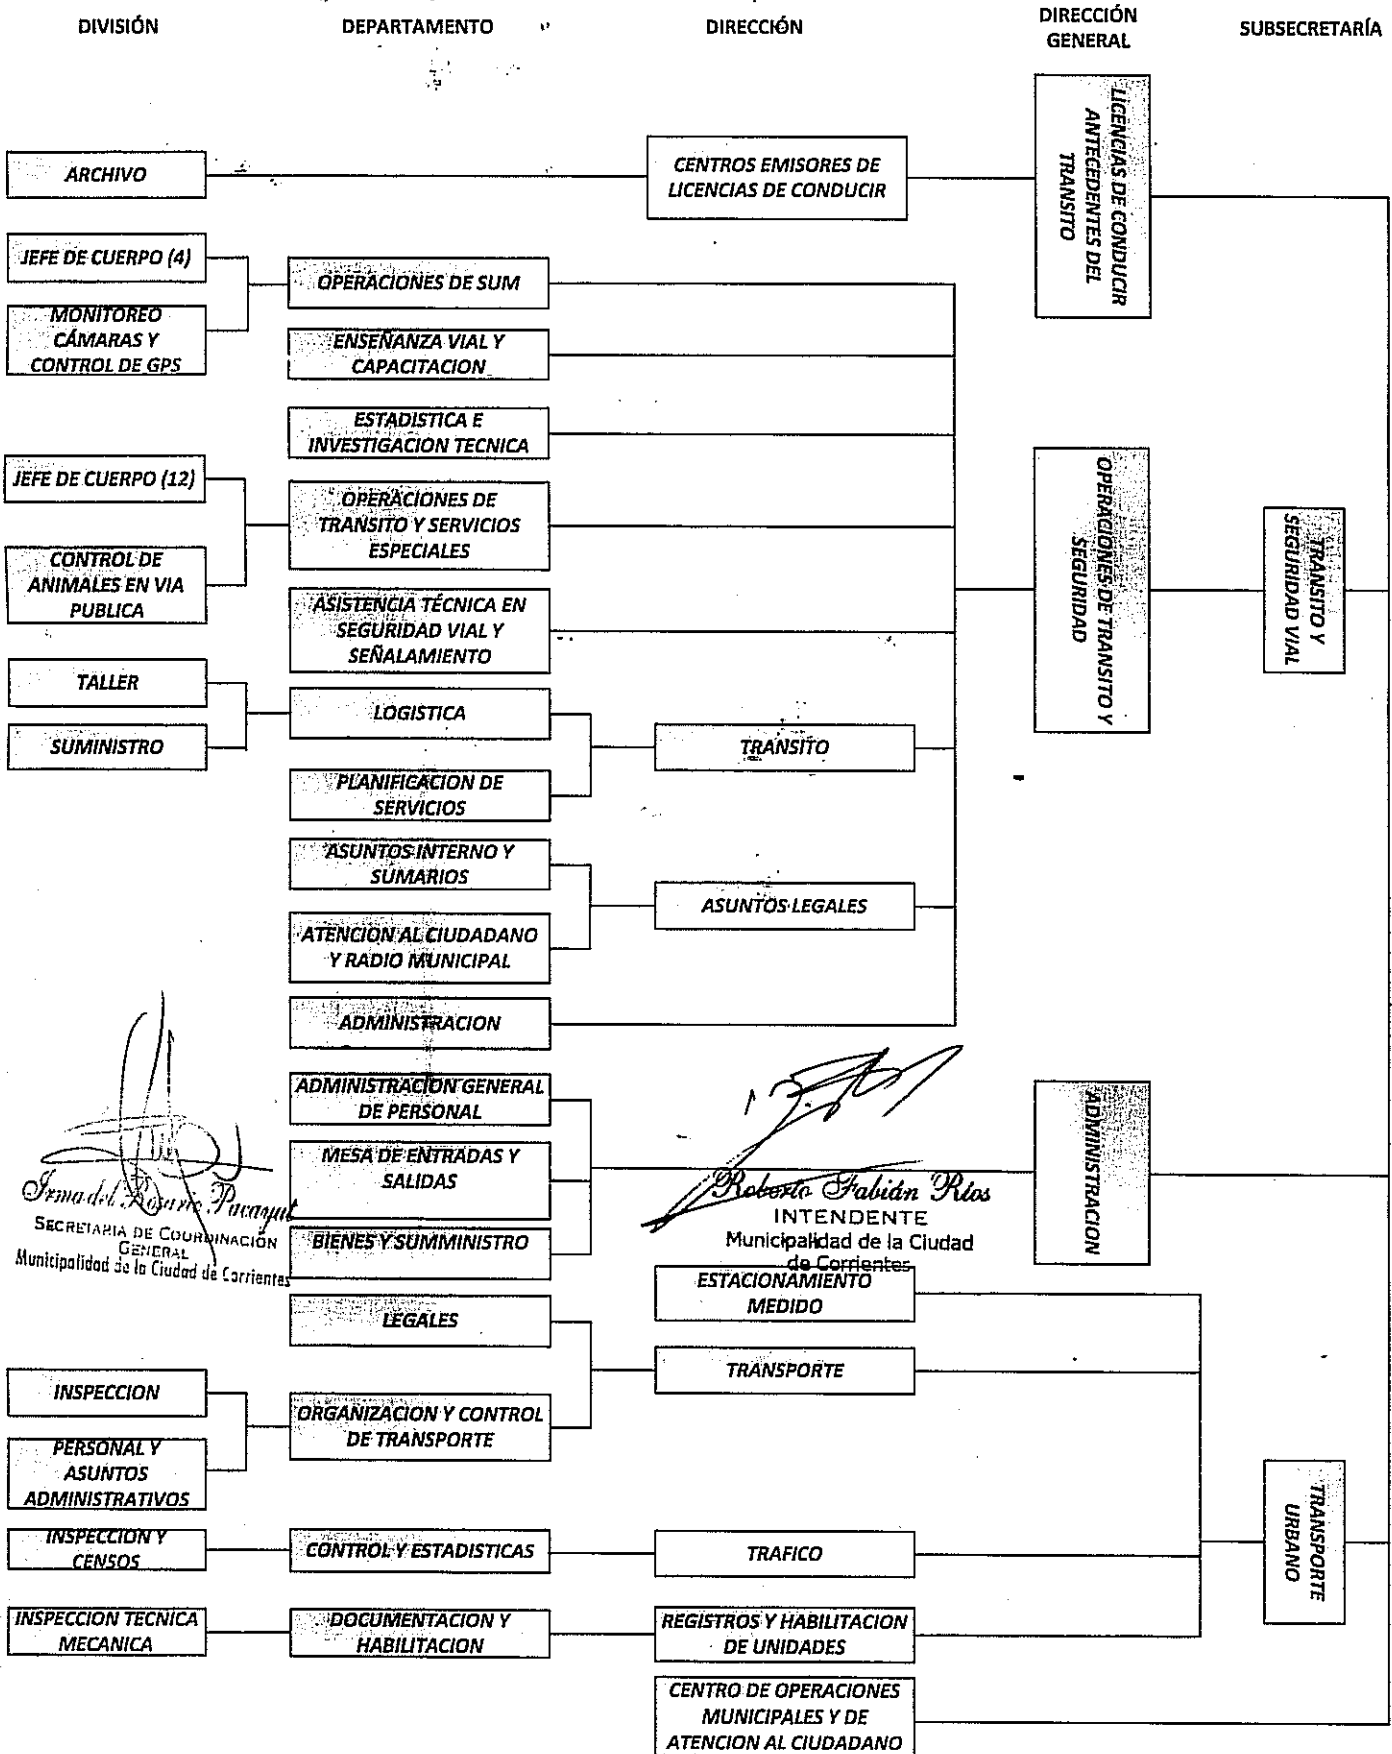 DIVISIÓN
DEPARTAMENTO
DIRECCIÓN
DIRECCIÓN
GENERAL
SUBSECRETARÍA
LICENCIAS DE CONDUCIR
ANTECEDENTES DEL
TRANSITO
ARCHIVO
CENTROS EMISORES DE
LICENCIAS DE CONDUCIR
JEFE DE CUERPO (4)
MONITOREO
CÁMARAS Y
CONTROL DE GPS
OPERACIONES DE SUM
ENSEÑANZA VIAL Y
CAPACITACION
ESTADISTICA E
INVESTIGACION TECNICA
JEFE DE CUERPO (12)
CONTROL DE
ANIMALES EN VIA
PUBLICA
OPERACIONES DE
TRANSITO Y SERVICIOS
ESPECIALES
OPERACIONES DE TRANSITO Y
SEGURIDAD
TRANSITO Y
SEGURIDAD VIAL
ASISTENCIA TÉCNICA EN
SEGURIDAD VIAL Y
SEÑALAMIENTO
TALLER
SUMINISTRO
LOGISTICA
PLANIFICACION DE
SERVICIOS
TRANSITO
ASUNTOS INTERNO Y
SUMARIOS
ATENCION AL CIUDADANO
Y RADIO MUNICIPAL
ASUNTOS LEGALES
ADMINISTRACION
ADMINISTRACION GENERAL
DE PERSONAL
MESA DE ENTRADAS Y
SALIDAS
BIENES Y SUMMINISTRO
ADMINISTRACION
Irma del Rosario Pacayut
SECRETARIA DE COORDINACIÓN
GENERAL
Municipalidad de la Ciudad de Corrientes
Roberto Fabián Ríos
INTENDENTE
Municipalidad de la Ciudad
de Corrientes
ESTACIONAMIENTO
MEDIDO
LEGALES
TRANSPORTE
INSPECCION
PERSONAL Y
ASUNTOS
ADMINISTRATIVOS
ORGANIZACION Y CONTROL
DE TRANSPORTE
TRANSPORTE
URBANO
INSPECCION Y
CENSOS
CONTROL Y ESTADISTICAS
TRAFICO
INSPECCION TECNICA
MECANICA
DOCUMENTACION Y
HABILITACION
REGISTROS Y HABILITACION
DE UNIDADES
CENTRO DE OPERACIONES
MUNICIPALES Y DE
ATENCION AL CIUDADANO